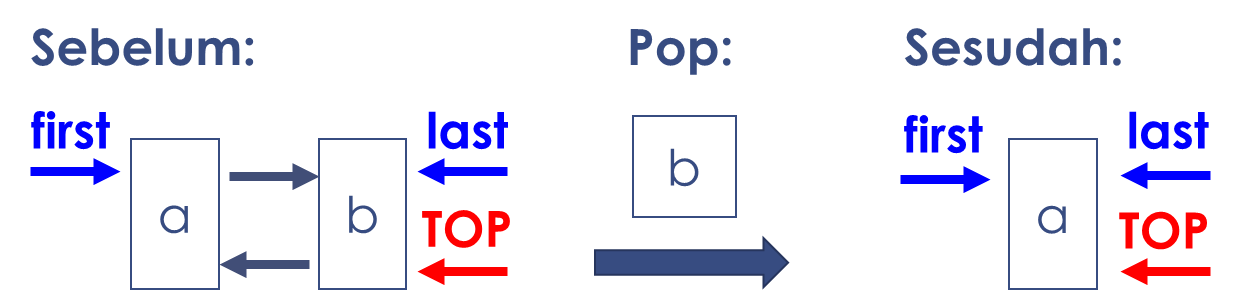 Sebelum:
first
last
a
b
TOP
Pop:
b
Sesudah:
first
last
a
TOP